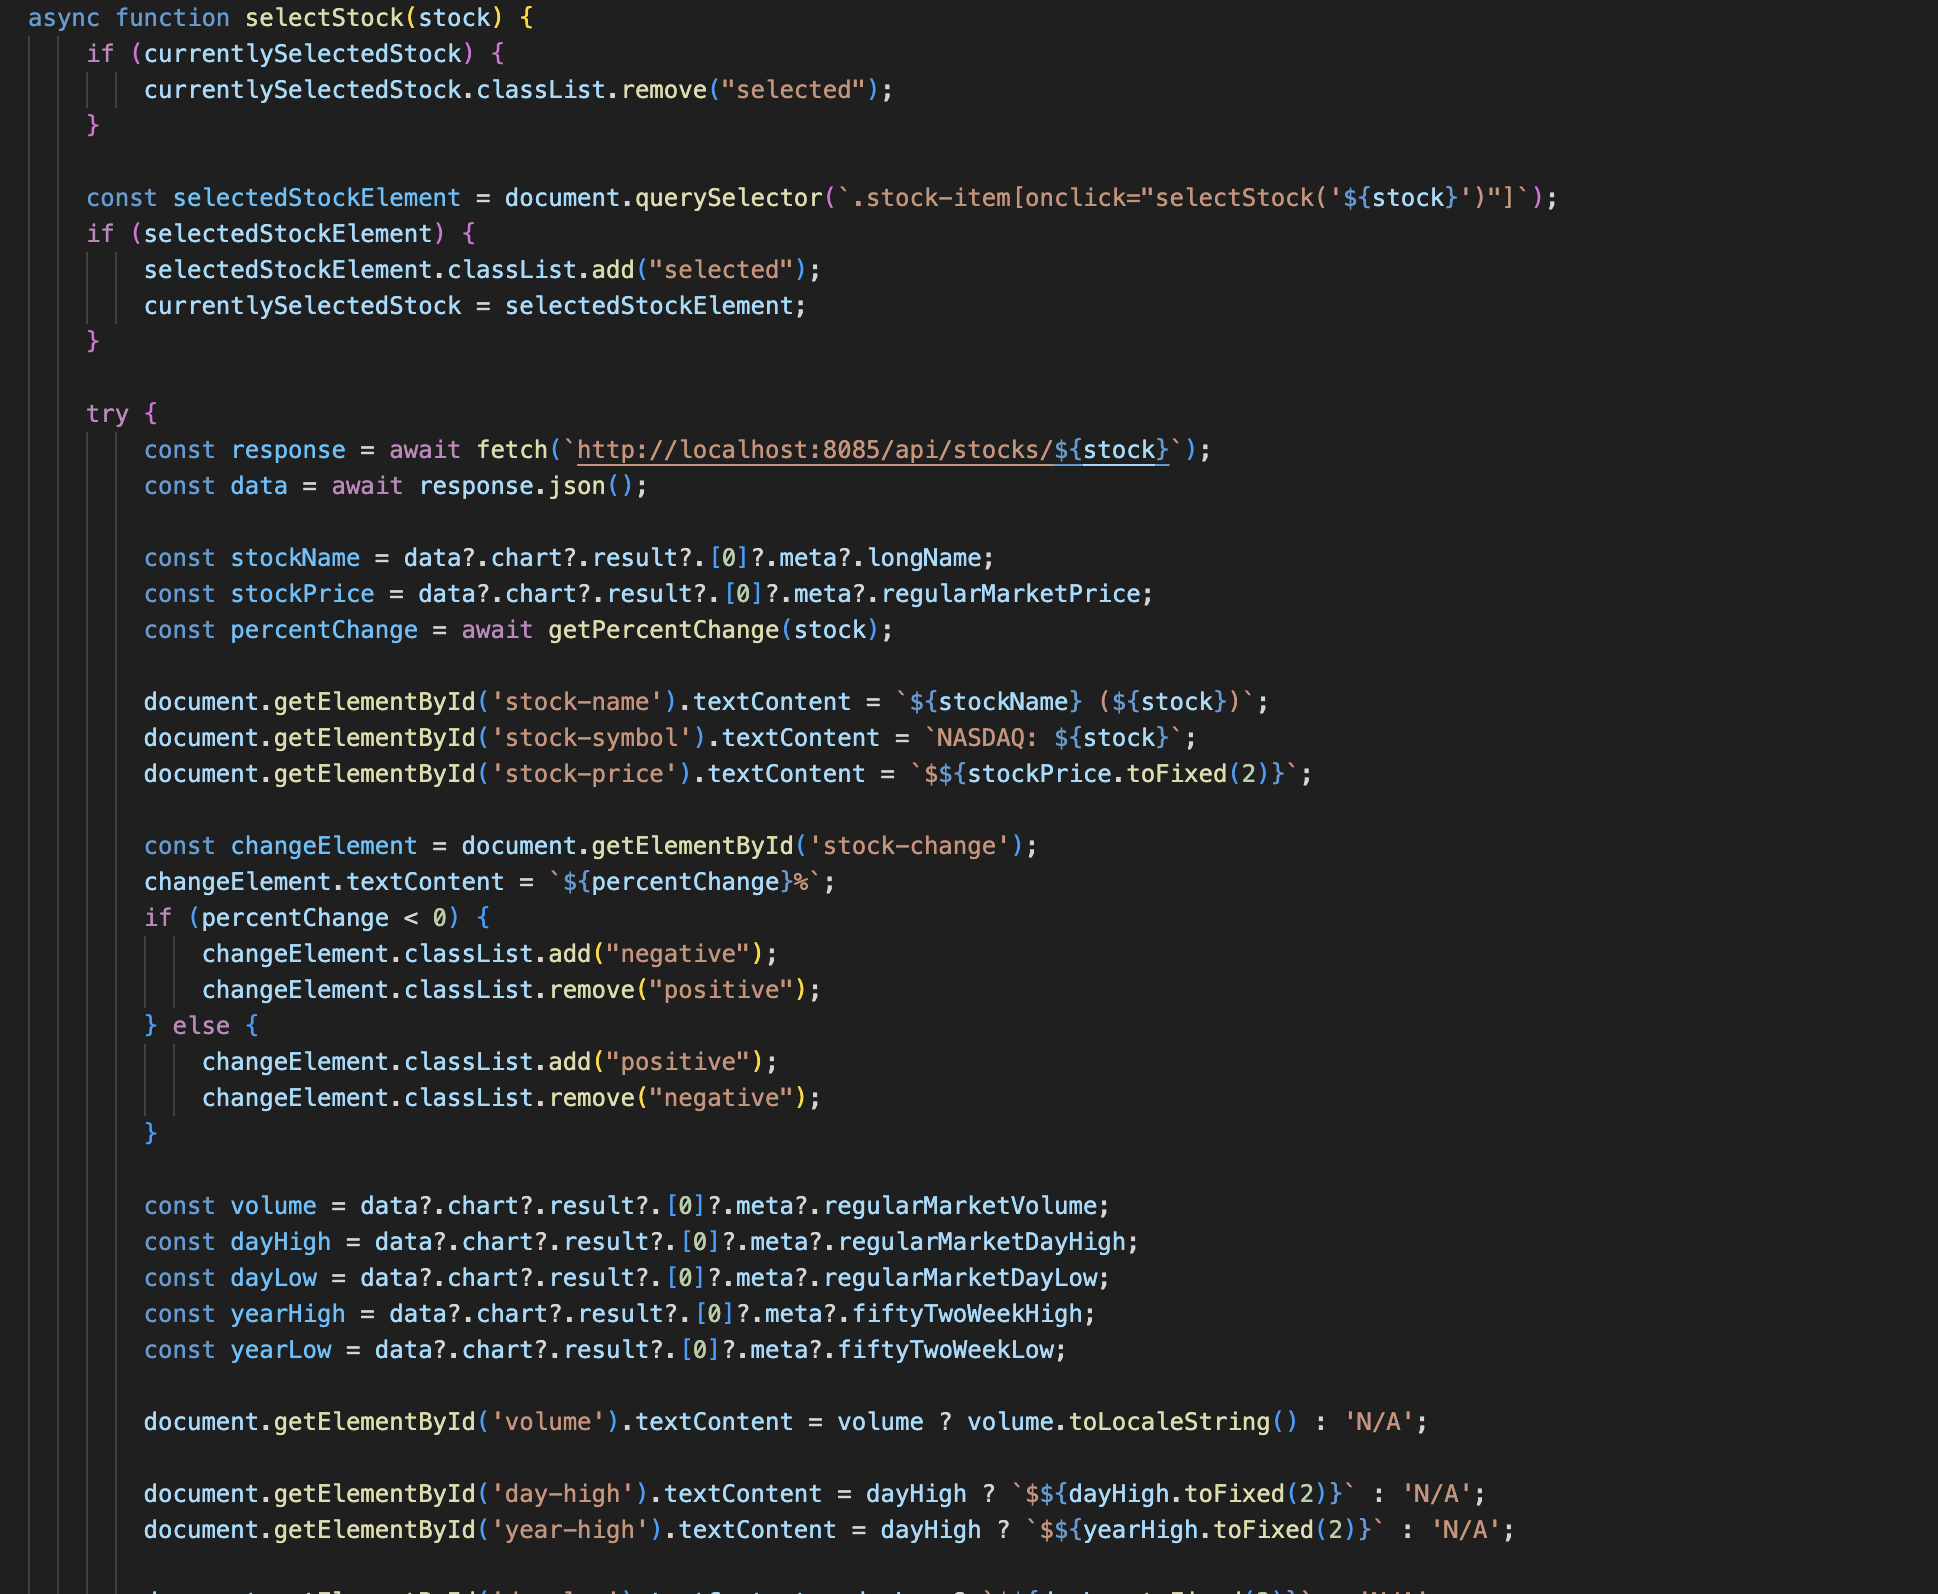 async function selectStock(stock) {
if (currentlySelectedStock) {
currentlySelectedStock.classList.remove("selected");
}
const selectedStockElement = document.querySelector(`.stock-item[onclick="selectStock('${stock}')"]`);
if (selectedStockElement) {
selectedStockElement.classList.add("selected");
currentlySelectedStock = selectedStockElement;
}
try {
const response = await fetch(`http://localhost:8085/api/stocks/${stock}`);
const data = await response.json();
const stockName = data?.chart?.result?.[0]?.meta?.longName;
const stockPrice = data?.chart?.result?.[0]?.meta?.regularMarketPrice;
const percentChange = await getPercentChange(stock);
document.getElementById('stock-name').textContent = `${stockName} (${stock})`;
document.getElementById('stock-symbol').textContent = `NASDAQ: ${stock}`;
document.getElementById('stock-price').textContent = `$${stockPrice.toFixed(2)}`;
const changeElement = document.getElementById('stock-change');
changeElement.textContent = `${percentChange}%`;
if (percentChange < 0) {
changeElement.classList.add("negative");
changeElement.classList.remove("positive");
} else {
changeElement.classList.add("positive");
changeElement.classList.remove("negative");
}
const volume = data?.chart?.result?.[0]?.meta?.regularMarketVolume;
const dayHigh = data?.chart?.result?.[0]?.meta?.regularMarketDayHigh;
const dayLow = data?.chart?.result?.[0]?.meta?.regularMarketDayLow;
const yearHigh = data?.chart?.result?.[0]?.meta?.fiftyTwoWeekHigh;
const yearLow = data?.chart?.result?.[0]?.meta?.fiftyTwoWeekLow;
document.getElementById('volume').textContent = volume ? volume.toLocaleString() : 'N/A';
document.getElementById('day-high').textContent = dayHigh ? `$${dayHigh.toFixed(2)}` : 'N/A';
document.getElementById('year-high').textContent = dayHigh ? `$${yearHigh.toFixed(2)}` : 'N/A';